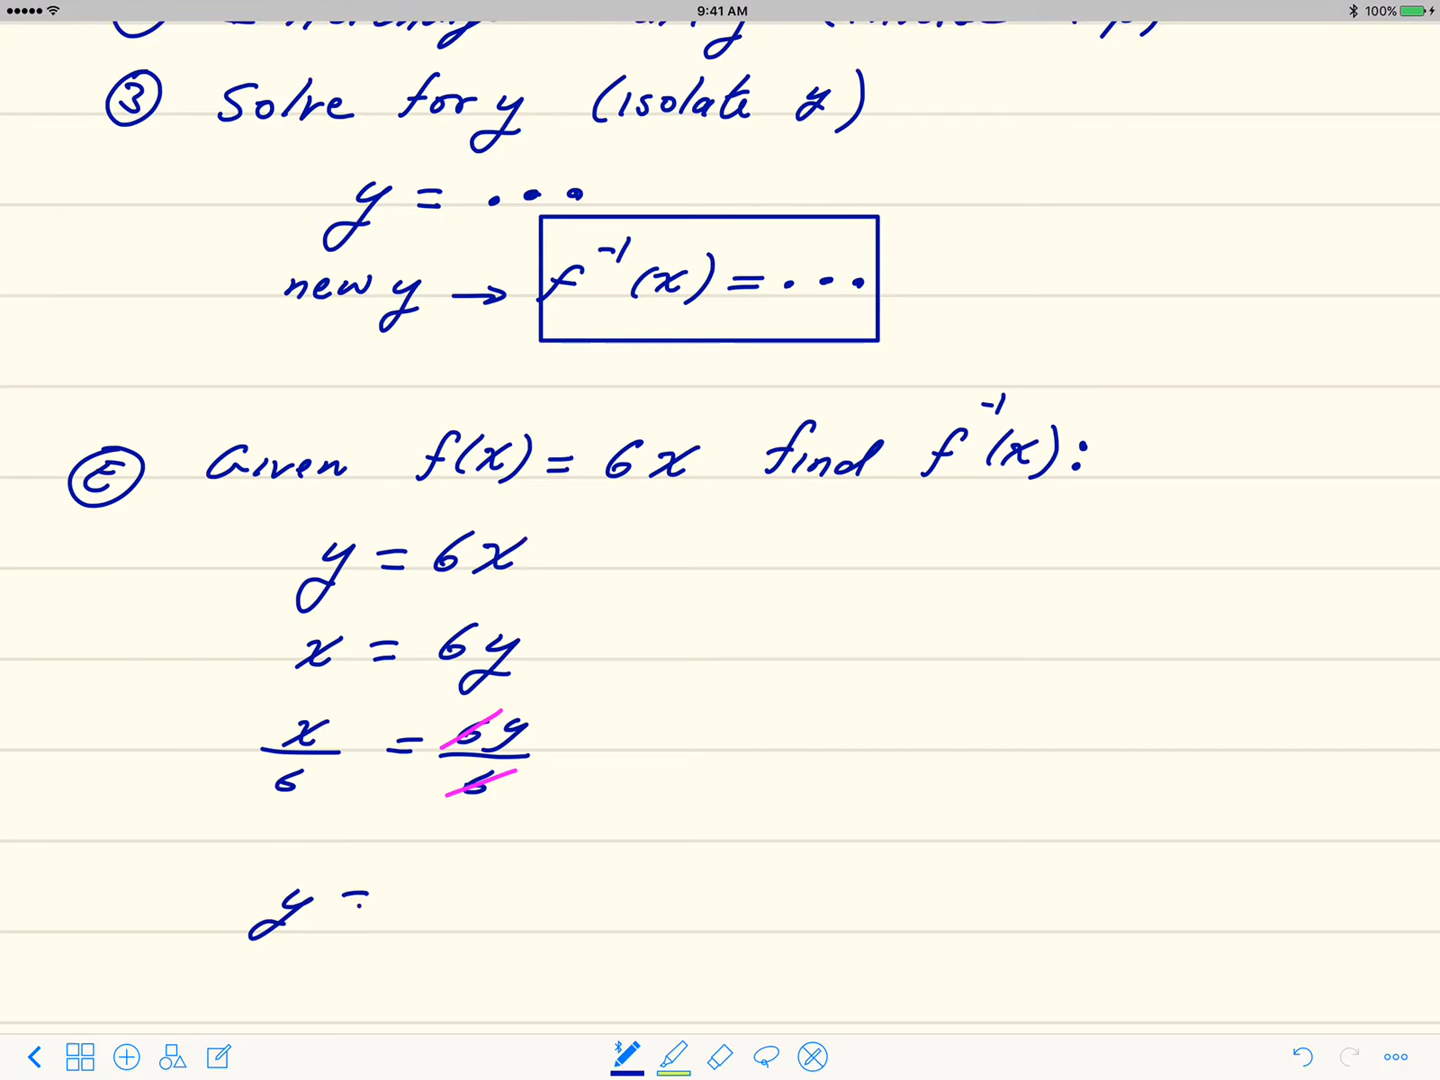 9:41 AM 100%
③ Solve for y (isolate y)
y = ...
new y → f⁻¹(x) = ...
Ⓔ Given f(x) = 6x find f⁻¹(x):
y = 6x
x = 6y
x/6 = 6y/6
y =